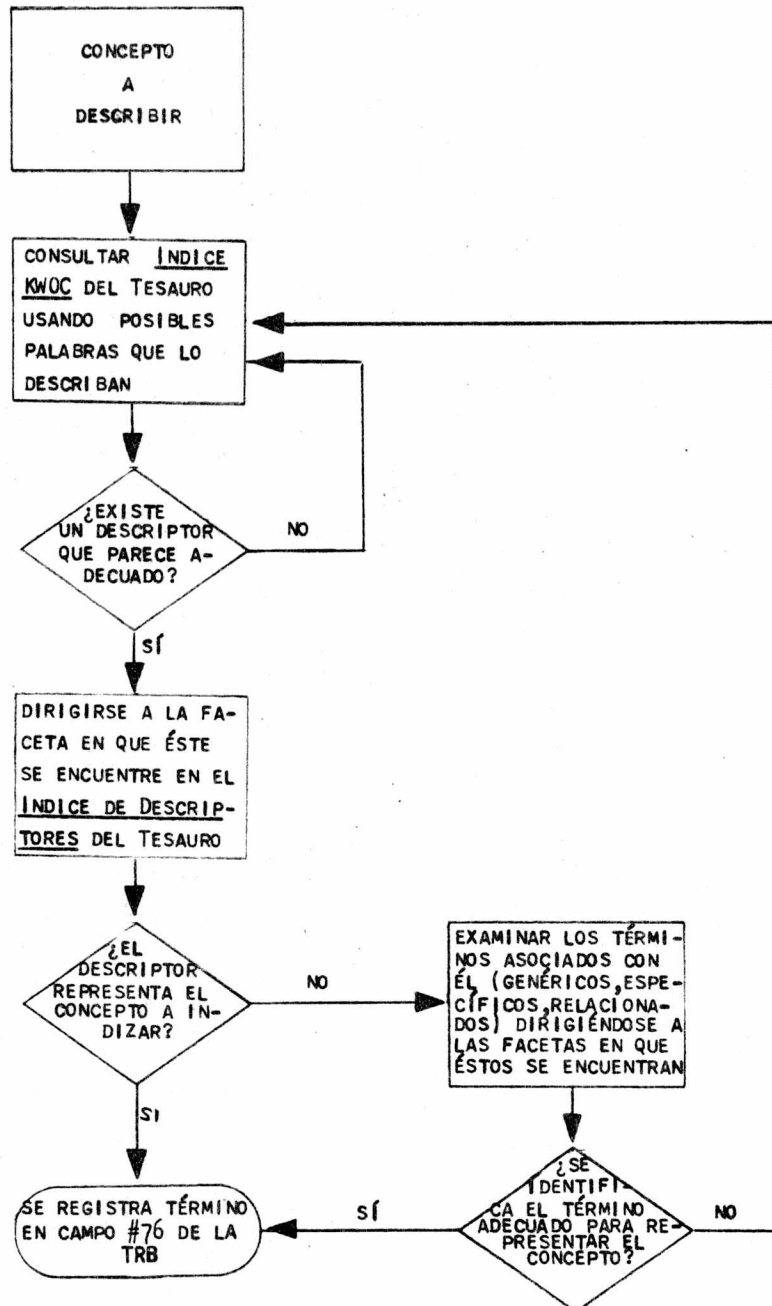 CONCEPTO
A
DESCRIBIR
CONSULTAR ÍNDICE
KWOC DEL TESAURO
USANDO POSIBLES
PALABRAS QUE LO
DESCRIBAN
¿EXISTE
UN DESCRIPTOR
QUE PARECE A-
DECUADO?
NO
SÍ
DIRIGIRSE A LA FA-
CETA EN QUE ÉSTE
SE ENCUENTRE EN EL
ÍNDICE DE DESCRIP-
TORES DEL TESAURO
¿EL
DESCRIPTOR
REPRESENTA EL
CONCEPTO A IN-
DIZAR?
NO
EXAMINAR LOS TÉRMI-
NOS ASOCIADOS CON
ÉL (GENÉRICOS,ESPE-
CÍFICOS,RELACIONA-
DOS) DIRIGIÉNDOSE A
LAS FACETAS EN QUE
ÉSTOS SE ENCUENTRAN
SI
¿SE
IDENTIFI-
CA EL TÉRMINO
ADECUADO PARA RE-
PRESENTAR EL
CONCEPTO?
SÍ
NO
SE REGISTRA TÉRMINO
EN CAMPO #76 DE LA
TRB